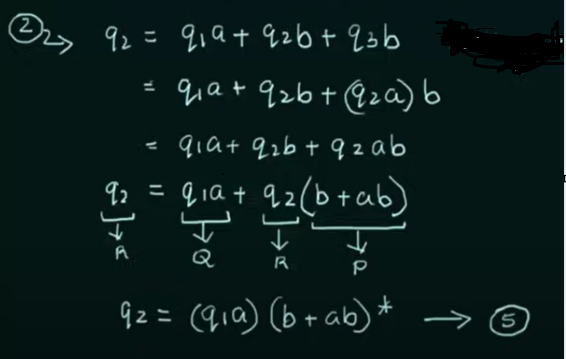 ② → q₂ = q₁a + q₂b + q₃b
= q₁a + q₂b + (q₂a) b
= q₁a + q₂b + q₂ab
q₂ = q₁a + q₂(b + ab)
R Q R P
q₂ = (q₁a) (b + ab)* → ⑤